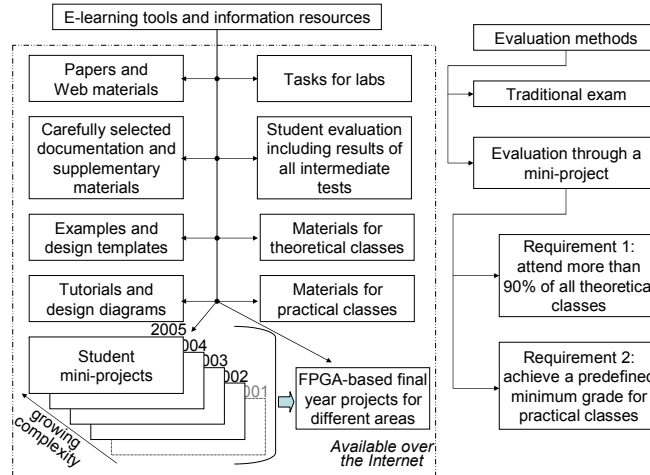 E-learning tools and information resources
Papers and
Web materials
Tasks for labs
Carefully selected
documentation and
supplementary
materials
Student evaluation
including results of
all intermediate
tests
Examples and
design templates
Materials for
theoretical classes
Tutorials and
design diagrams
Materials for
practical classes
2005
004
003
002
001
Student
mini-projects
growing
complexity
FPGA-based final
year projects for
different areas
Available over
the Internet
Evaluation methods
Traditional exam
Evaluation through a
mini-project
Requirement 1:
attend more than
90% of all theoretical
classes
Requirement 2:
achieve a predefined
minimum grade for
practical classes